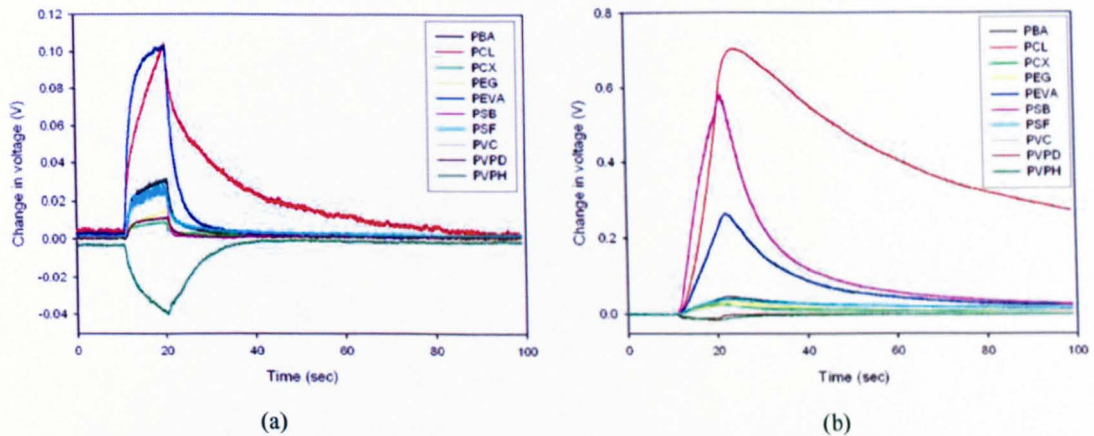 0.12
0.10
0.08
0.06
0.04
0.02
0.00
-0.02
-0.04
Change in voltage (V)
0 20 40 60 80 100
Time (sec)
PBA
PCL
PCX
PEG
PEVA
PSB
PSF
PVC
PVPD
PVPH
(a)
0.8
0.6
0.4
0.2
0.0
Change in voltage (V)
0 20 40 60 80 100
Time (sec)
PBA
PCL
PCX
PEG
PEVA
PSB
PSF
PVC
PVPD
PVPH
(b)